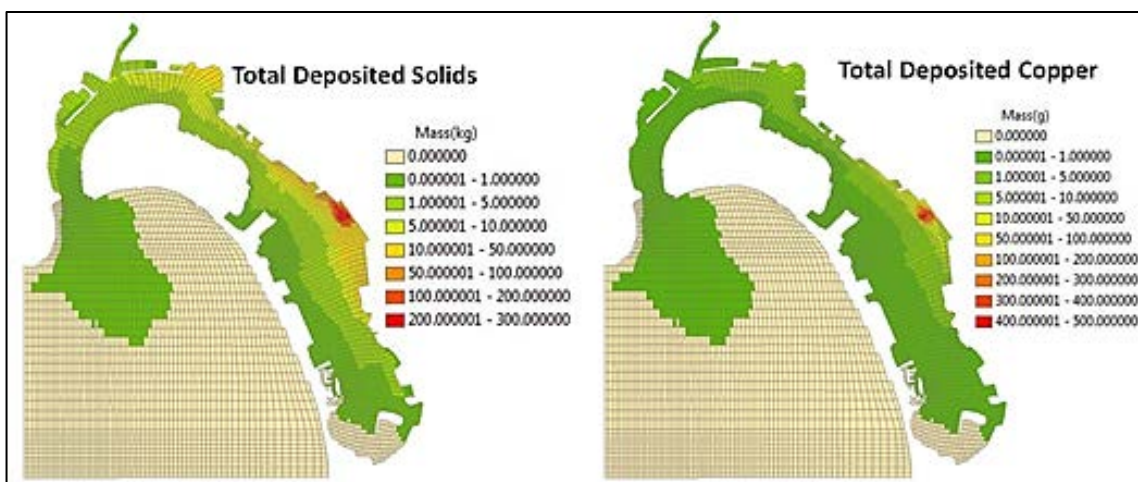 Total Deposited Solids
Mass(kg)
0.000000
0.000001 - 1.000000
1.000001 - 5.000000
5.000001 - 10.000000
10.000001 - 50.000000
50.000001 - 100.000000
100.000001 - 200.000000
200.000001 - 300.000000
Total Deposited Copper
Mass(g)
0.000000
0.000001 - 1.000000
1.000001 - 5.000000
5.000001 - 10.000000
10.000001 - 50.000000
50.000001 - 100.000000
100.000001 - 200.000000
200.000001 - 300.000000
300.000001 - 400.000000
400.000001 - 500.000000